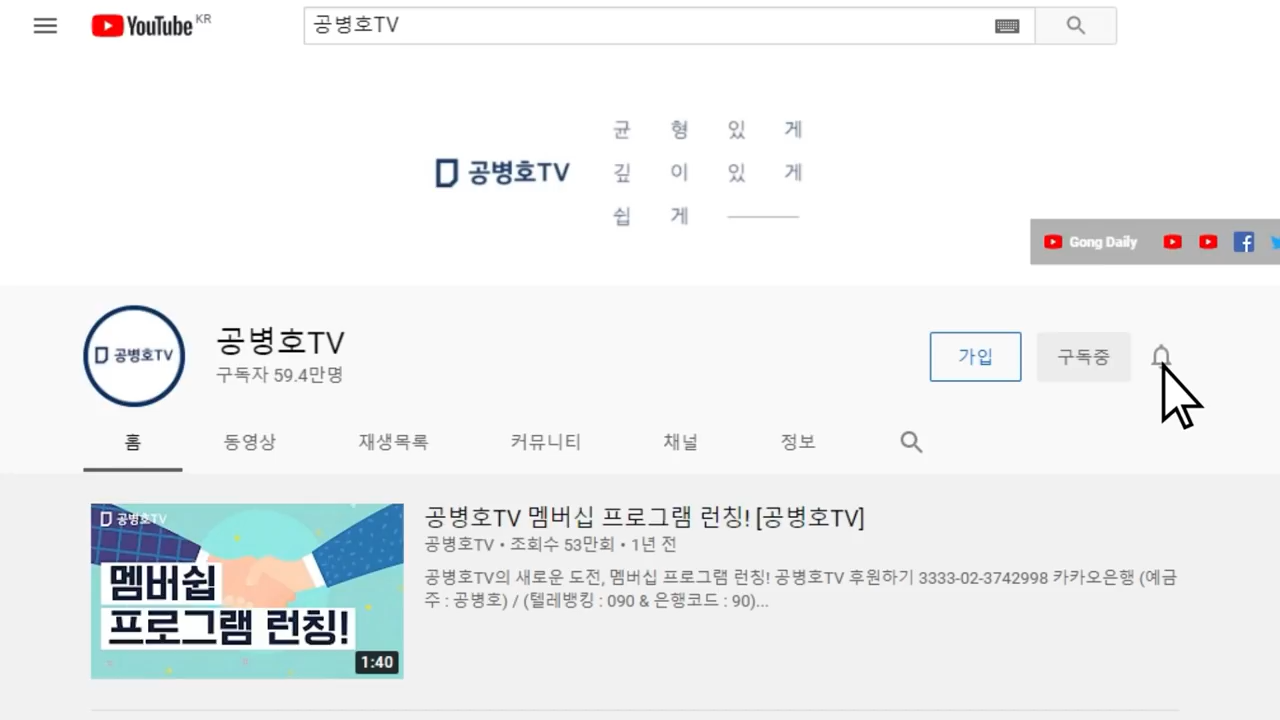 YouTube KR
공병호TV
균 형 있 게
공병호TV
깊 이 있 게
쉽 게
Gong Daily
공병호TV
공병호TV
구독자 59.4만명
가입
구독중
홈
동영상
재생목록
커뮤니티
채널
정보
공병호TV
멤버쉽
프로그램 런칭!
1:40
공병호TV 멤버십 프로그램 런칭! [공병호TV]
공병호TV • 조회수 53만회 • 1년 전
공병호TV의 새로운 도전, 멤버십 프로그램 런칭! 공병호TV 후원하기 3333-02-3742998 카카오은행 (예금
주 : 공병호) / (텔레뱅킹 : 090 & 은행코드 : 90)...